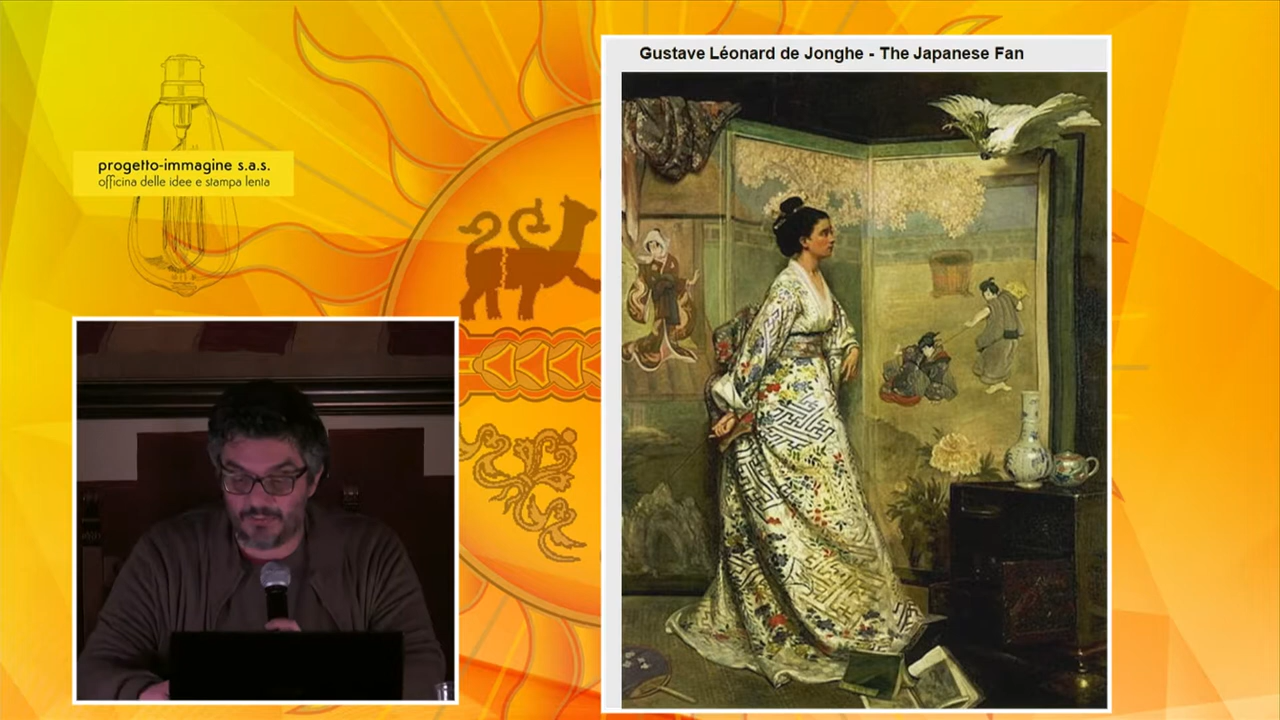 Gustave Léonard de Jonghe - The Japanese Fan
progetto-immagine s.a.s.
officina delle idee e stampa lenta